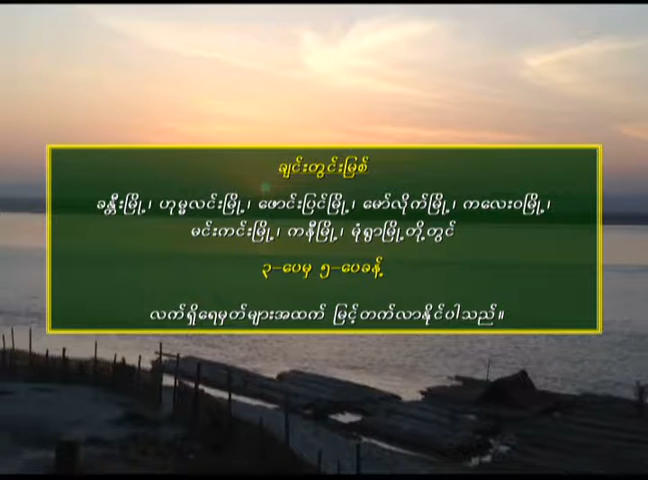 ချင်းတွင်းမြစ်
ခန္တီးမြို့၊ ဟုမ္မလင်းမြို့၊ ဖောင်းပြင်မြို့၊ မော်လိုက်မြို့၊ ကလေးဝမြို့၊
မင်းကင်းမြို့၊ ကနီမြို့၊ မုံရွာမြို့တို့တွင်
၃-ပေမှ ၅-ပေခန့်
လက်ရှိရေမှတ်များအထက် မြင့်တက်လာနိုင်ပါသည်။